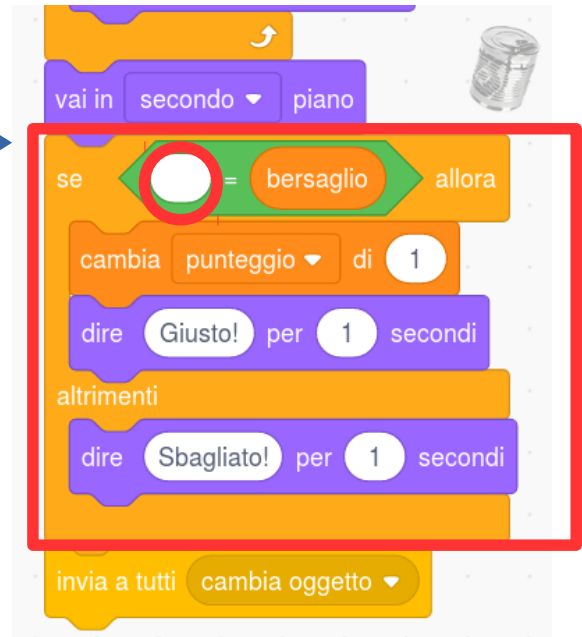 vai in secondo piano
se = bersaglio allora
cambia punteggio di 1
dire Giusto! per 1 secondi
altrimenti
dire Sbagliato! per 1 secondi
invia a tutti cambia oggetto